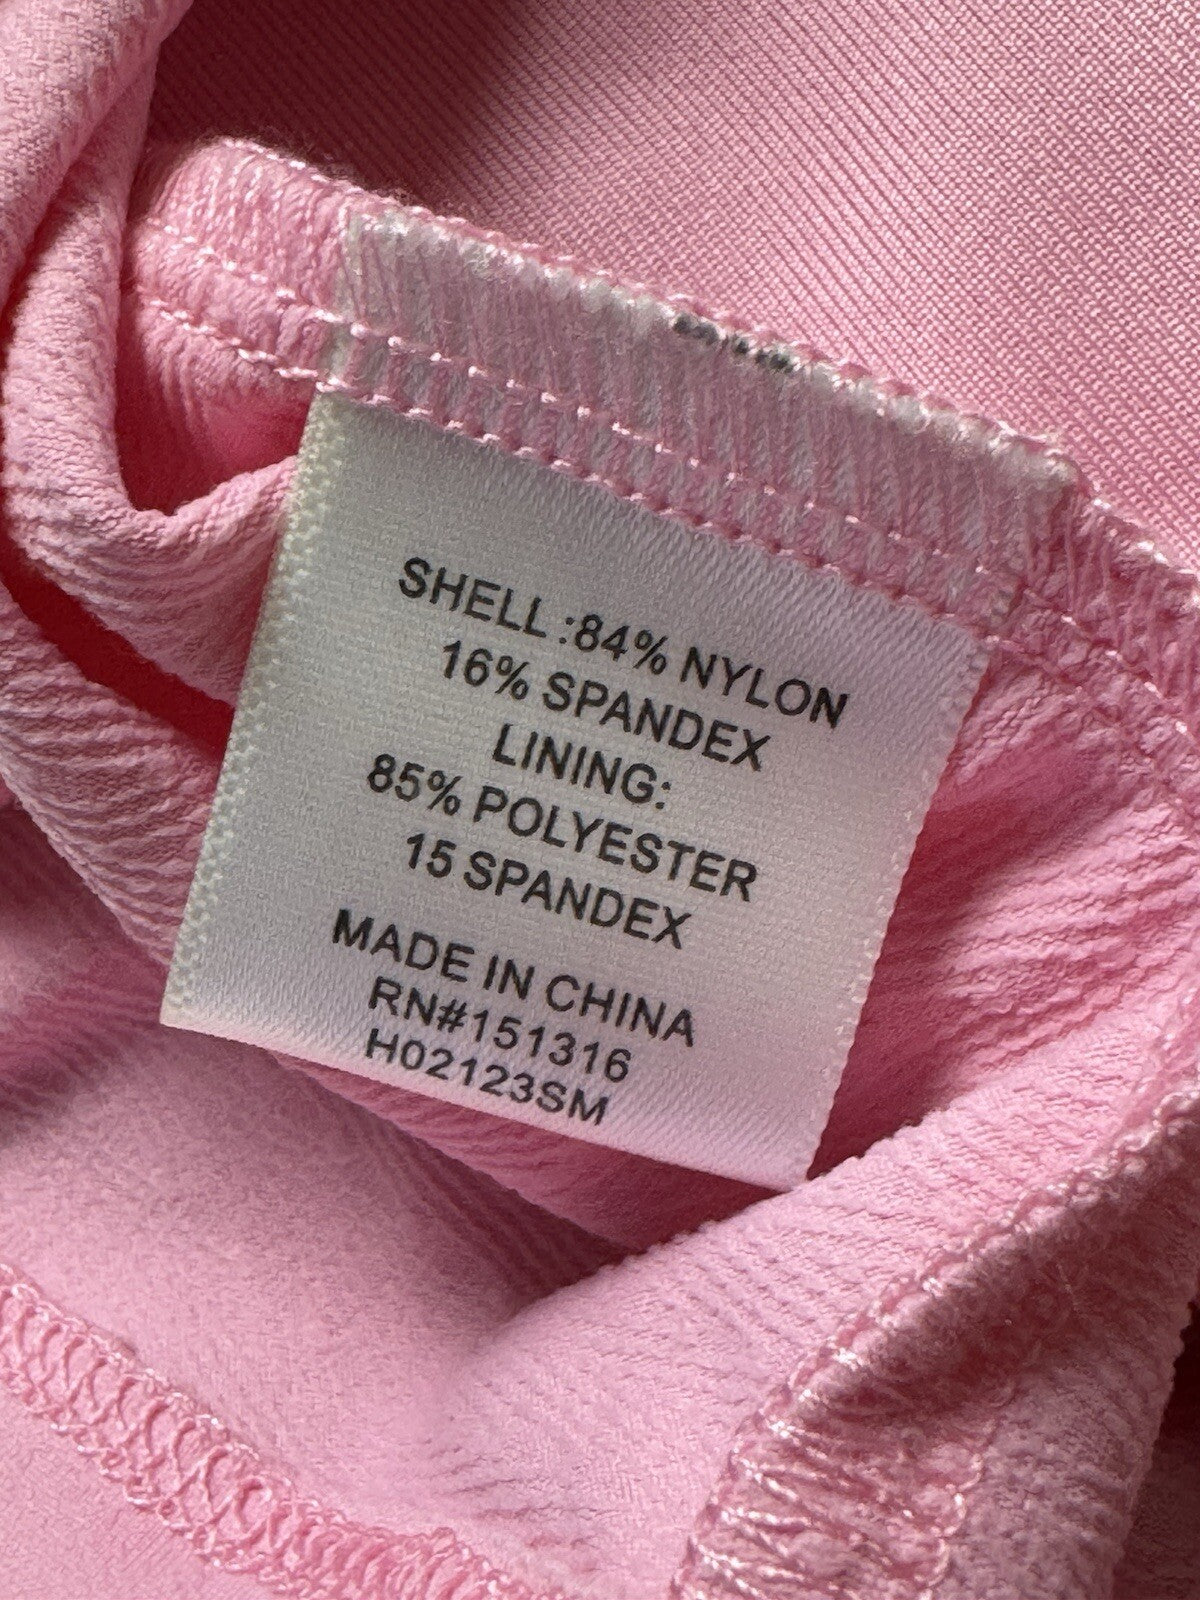 SHELL:84% NYLON
16% SPANDEX
LINING:
85% POLYESTER
15 SPANDEX
MADE IN CHINA
RN#151316
H02123SM